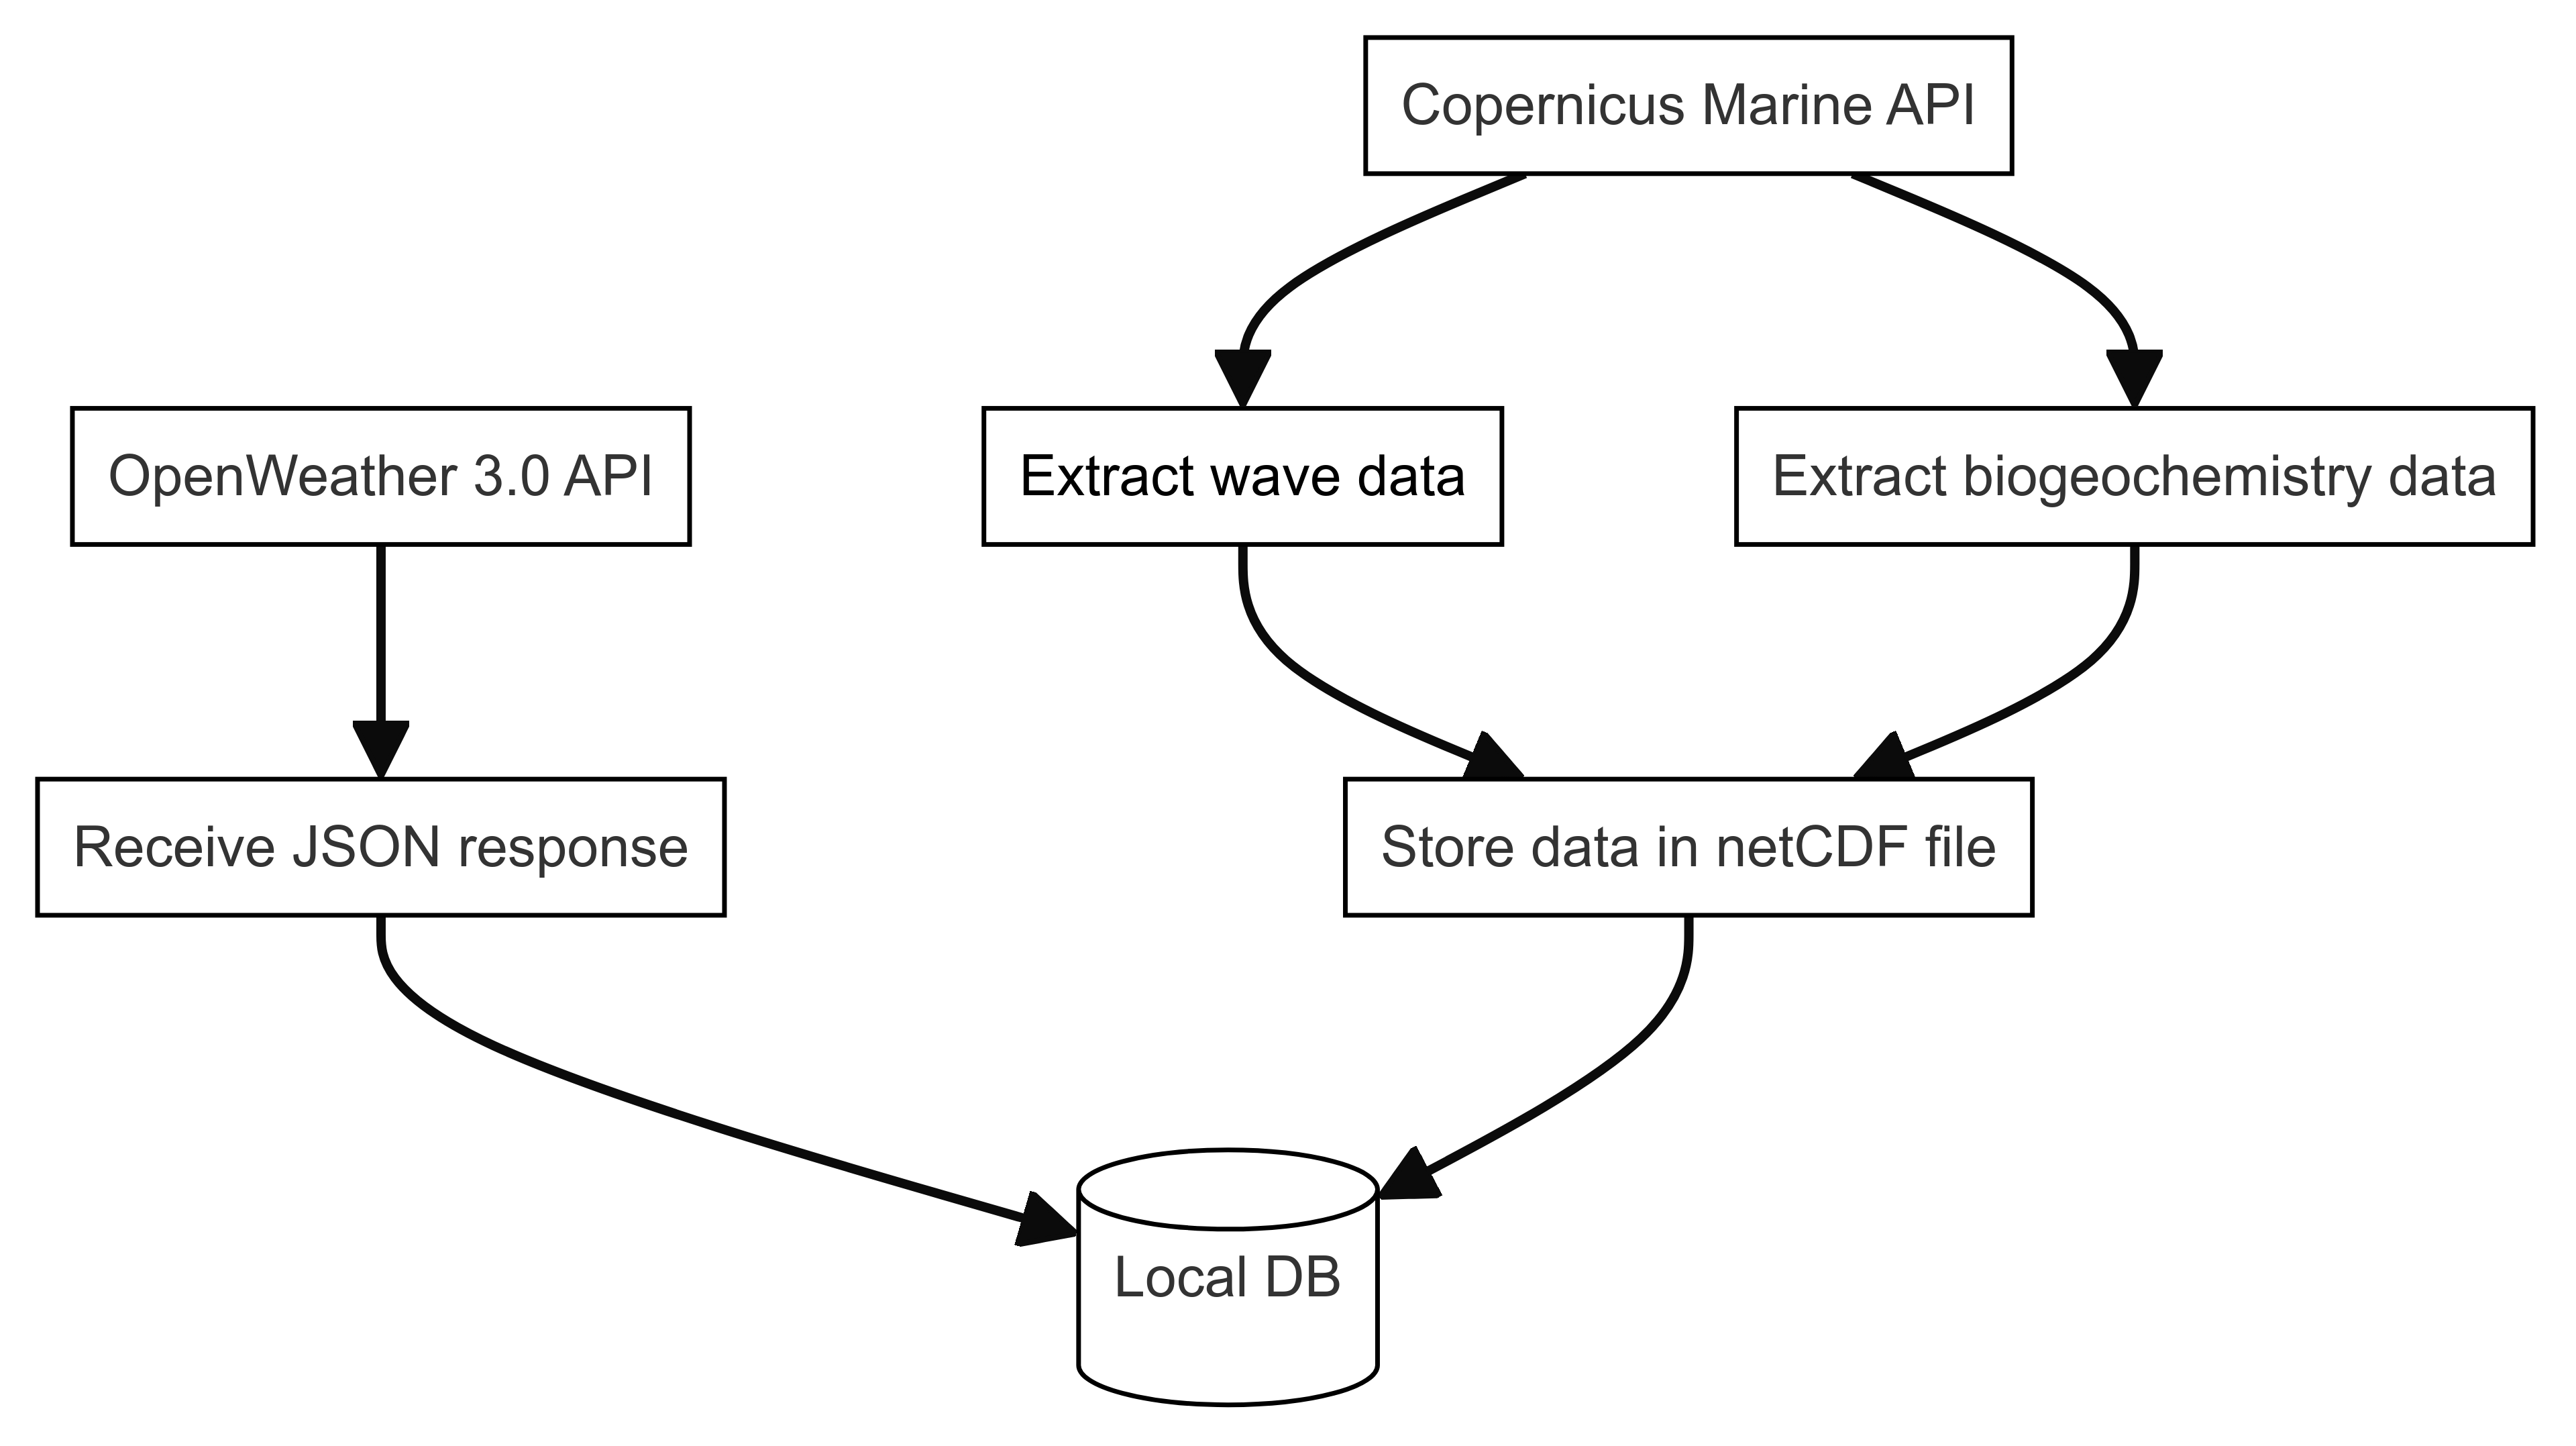 Copernicus Marine API
OpenWeather 3.0 API
Extract wave data
Extract biogeochemistry data
Receive JSON response
Store data in netCDF file
Local DB